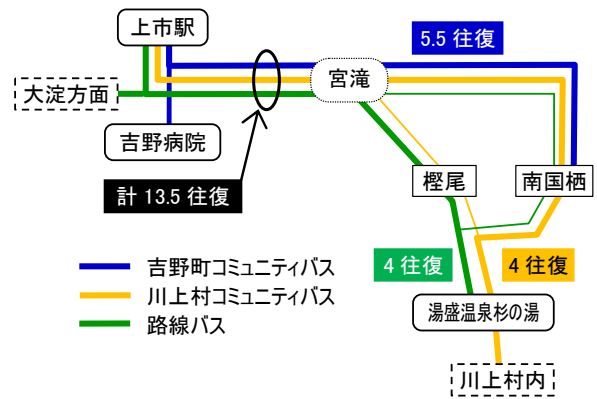 上市駅
5.5 往復
大淀方面
宮滝
吉野病院
計 13.5 往復
樫尾
南国栖
4 往復
4 往復
吉野町コミュニティバス
川上村コミュニティバス
路線バス
湯盛温泉杉の湯
川上村内